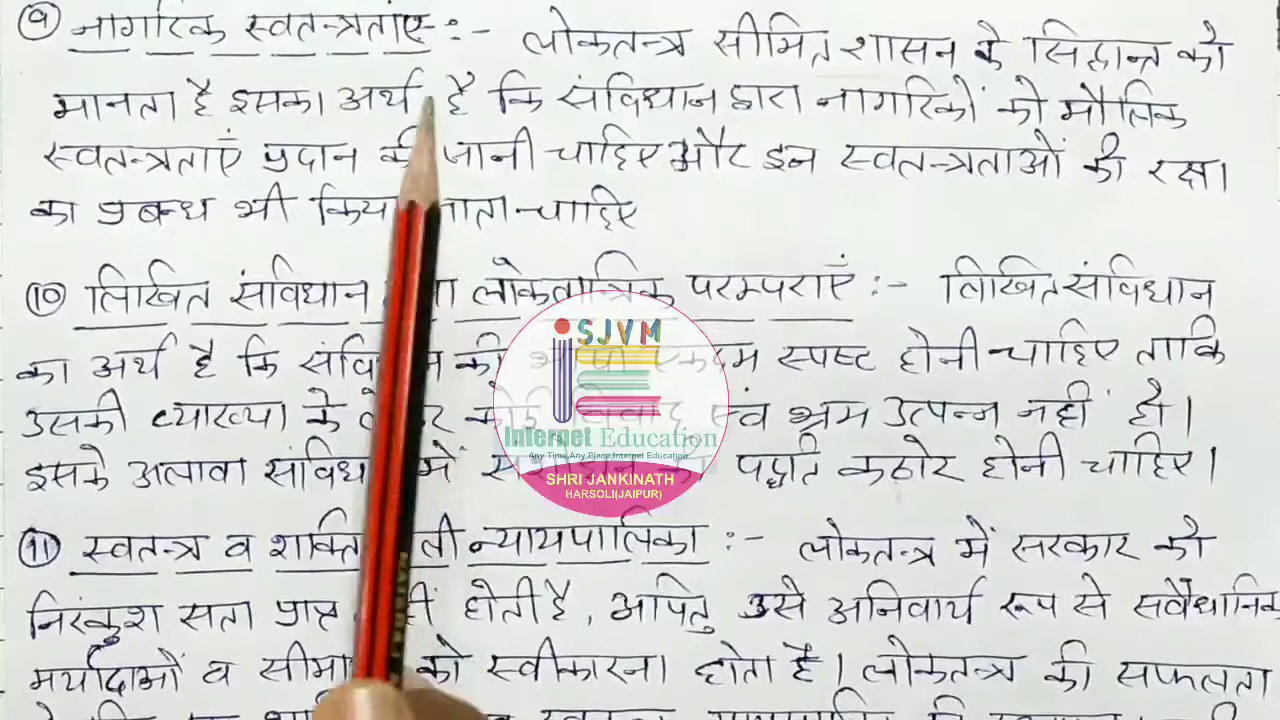 ⑨ नागरिक स्वतन्त्रताएं :- लोकतन्त्र सीमित शासन के सिद्धान्त को
मानता है इसका अर्थ है कि संविधान द्वारा नागरिकों को मौलिक
स्वतन्त्रताएँ प्रदान की जानी चाहिए और इन स्वतन्त्रताओं की रक्षा
का प्रबन्ध भी किया जाना चाहिए
⑩ लिखित संविधान लोकतान्त्रिक परम्पराएँ :- लिखित संविधान
का अर्थ है कि संविधान की भाषा एकदम स्पष्ट होनी चाहिए ताकि
उसकी व्याख्या के लेकर कोई विवाद एवं भ्रम उत्पन्न नहीं हो।
इसके अलावा संविधान में संशोधन की पद्धति कठोर होनी चाहिए।
⑪ स्वतन्त्र व शक्तिशाली न्यायपालिका :- लोकतन्त्र में सरकार को
निरंकुश सता प्राप्त नहीं होती है, अपितु उसे अनिवार्य रूप से सवैधानिक
मर्यादाओं व सीमाओं को स्वीकारना होता है। लोकतन्त्र की सफलता
SJVM
Internet Education
Any Time,Any Place,Internet Education
SHRI JANKINATH
HARSOLI(JAIPUR)